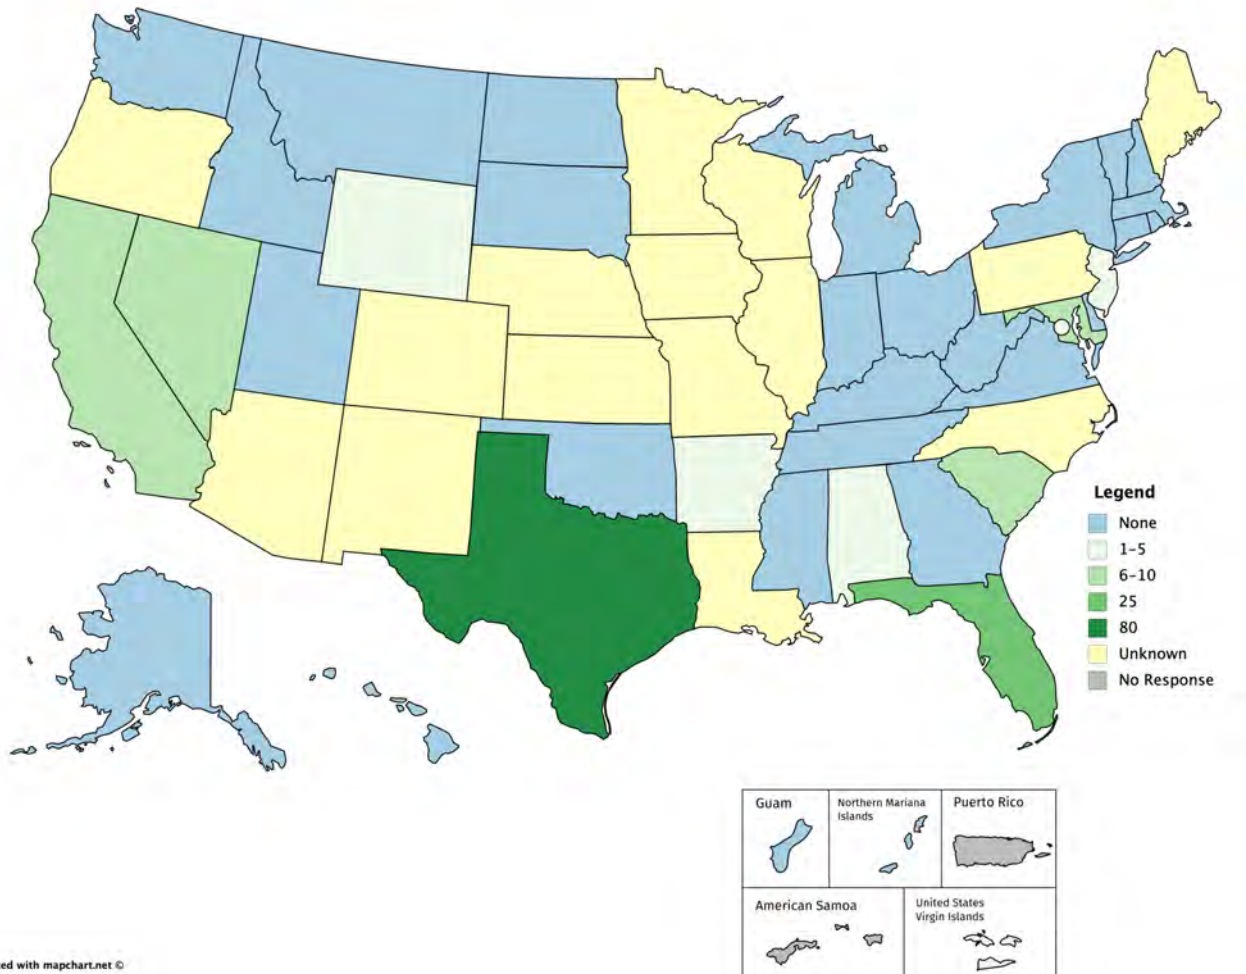 Legend
None
1–5
6–10
25
80
Unknown
No Response
Guam
Northern Mariana
Islands
Puerto Rico
American Samoa
United States
Virgin Islands
ted with mapchart.net ©